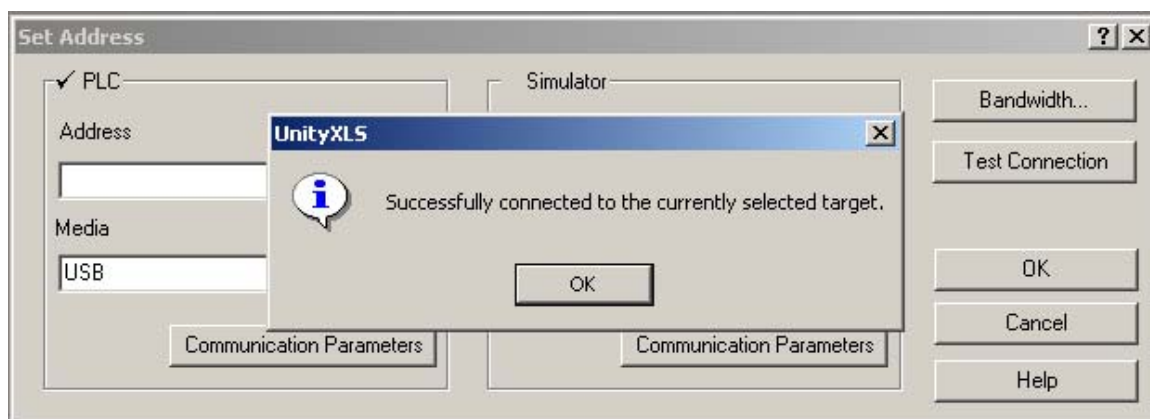 Set Address
PLC
Simulator
Bandwidth...
Address
UnityXLS
Test Connection
Successfully connected to the currently selected target.
Media
USB
OK
OK
Communication Parameters
Communication Parameters
Cancel
Help